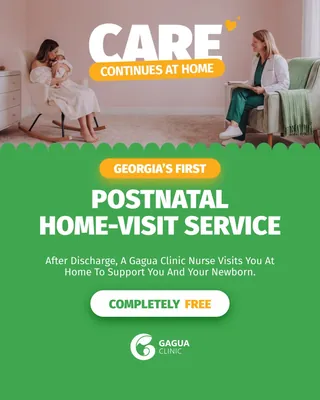 CARE
CONTINUES AT HOME
GEORGIA'S FIRST
POSTNATAL
HOME-VISIT SERVICE
After Discharge, A Gagua Clinic Nurse Visits You At
Home To Support You And Your Newborn.
COMPLETELY FREE
GAGUA
CLINIC